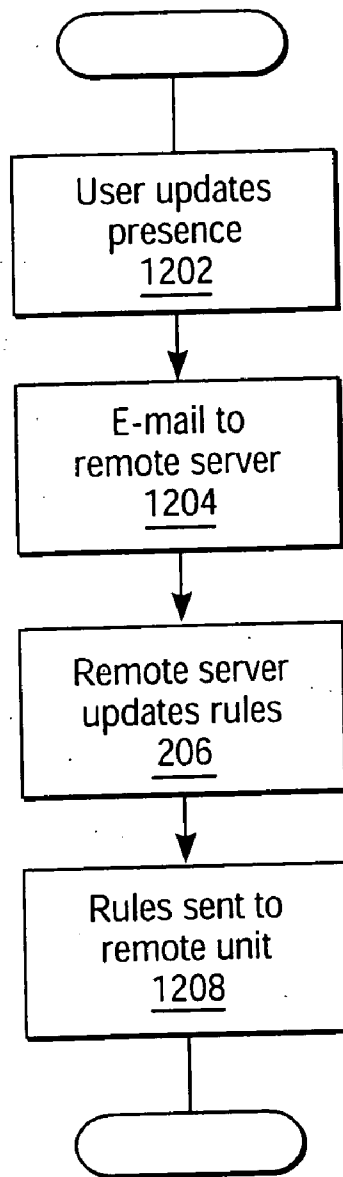 User updates
presence
1202
E-mail to
remote server
1204
Remote server
updates rules
206
Rules sent to
remote unit
1208